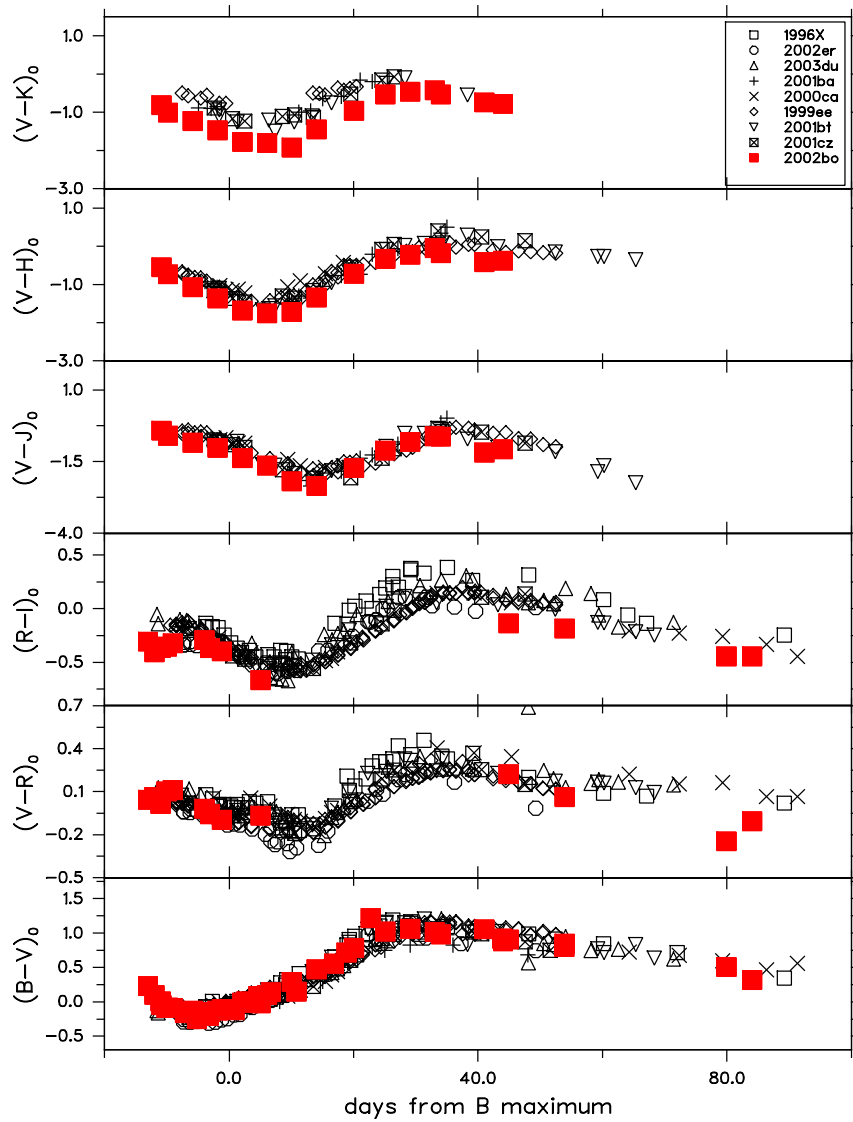 1.0
−1.0
−3.0
(V−K)₀
1996X
2002er
2003du
2001ba
2000ca
1999ee
2001bt
2001cz
2002bo
1.0
−1.0
−3.0
(V−H)₀
1.0
−1.5
−4.0
(V−J)₀
0.5
0.0
−0.5
(R−I)₀
0.7
0.4
0.1
−0.2
−0.5
(V−R)₀
1.5
1.0
0.5
0.0
−0.5
(B−V)₀
0.0 40.0 80.0
days from B maximum